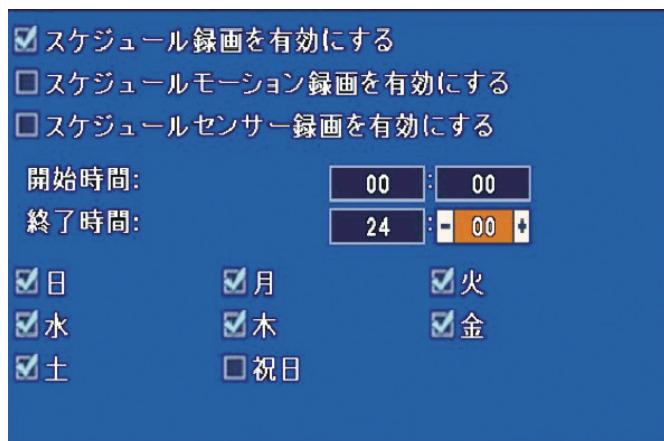 スケジュール録画を有効にする
スケジュールモーション録画を有効にする
スケジュールセンサー録画を有効にする
開始時間: 00 : 00
終了時間: 24 : - 00 +
日 月 火
水 木 金
土 祝日